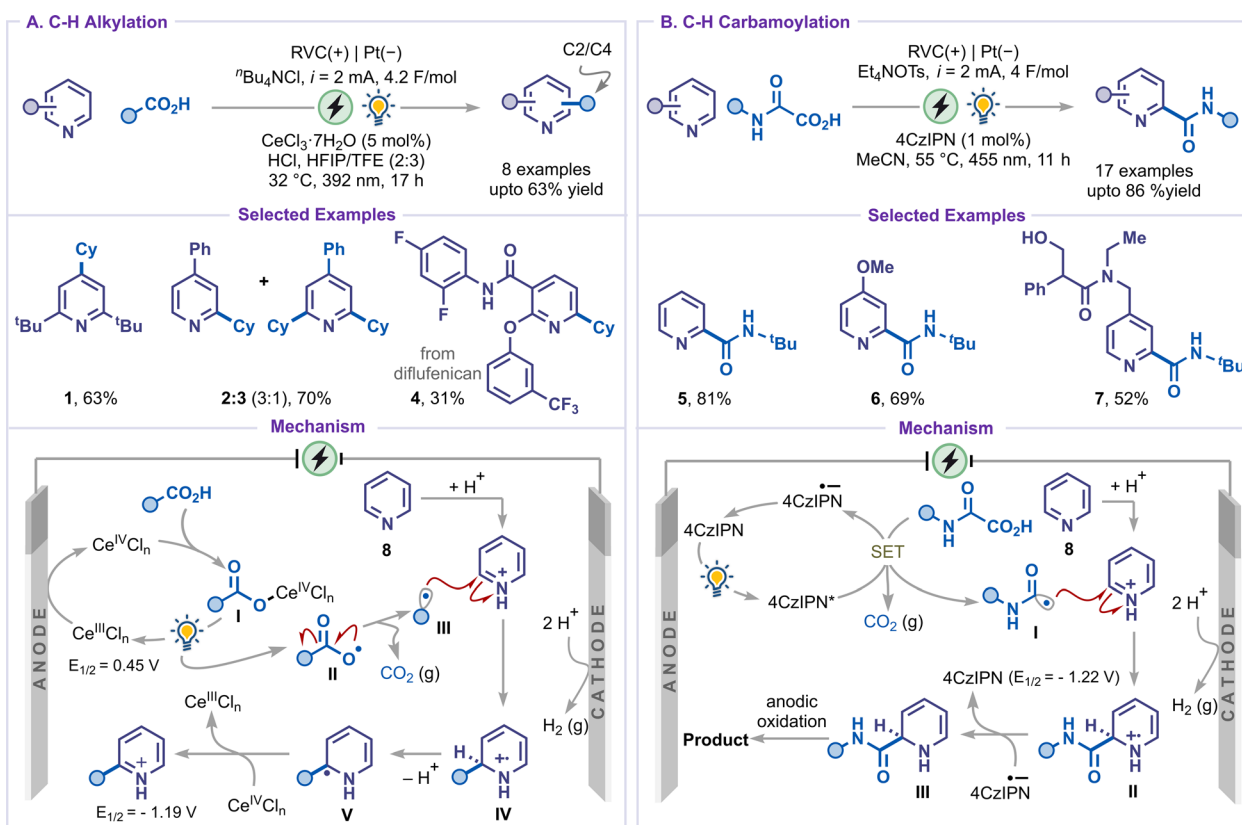 A. C-H Alkylation
CO₂H
N
RVC(+) | Pt(−)
ⁿBu₄NCl, i = 2 mA, 4.2 F/mol
CeCl₃·7H₂O (5 mol%)
HCl, HFIP/TFE (2:3)
32 °C, 392 nm, 17 h
C2/C4
N
8 examples
upto 63% yield
Selected Examples
Cy
ᵗBu
N
ᵗBu
1, 63%
Ph
N
Cy
+
Ph
Cy
N
Cy
2:3 (3:1), 70%
F
F
N
H
O
O
N
Cy
CF₃
from
diflufenican
4, 31%
Mechanism
ANODE
CATHODE
CO₂H
Ce^IVCl_n
O
O
Ce^IVCl_n
I
Ce^IIICl_n
E₁/₂ = 0.45 V
O
O
II
III
CO₂ (g)
N
8
+ H⁺
+
N
H
2 H⁺
H₂ (g)
H
N
H
IV
– H⁺
N
H
V
Ce^IIICl_n
Ce^IVCl_n
+
N
H
E₁/₂ = - 1.19 V
B. C-H Carbamoylation
N
N
H
O
CO₂H
RVC(+) | Pt(−)
Et₄NOTs, i = 2 mA, 4 F/mol
4CzIPN (1 mol%)
MeCN, 55 °C, 455 nm, 11 h
N
H
N
O
17 examples
upto 86 %yield
Selected Examples
N
H
N
ᵗBu
O
5, 81%
OMe
N
H
N
ᵗBu
O
6, 69%
HO
Ph
O
N
Me
N
H
N
ᵗBu
O
7, 52%
Mechanism
ANODE
CATHODE
4CzIPN•−
4CzIPN
4CzIPN*
SET
CO₂ (g)
N
H
O
CO₂H
N
H
O
I
N
8
+ H⁺
+
N
H
2 H⁺
H₂ (g)
H
N
O
H
N
H
II
4CzIPN (E₁/₂ = - 1.22 V)
4CzIPN•−
H
N
O
H
N
H
III
anodic
oxidation
Product